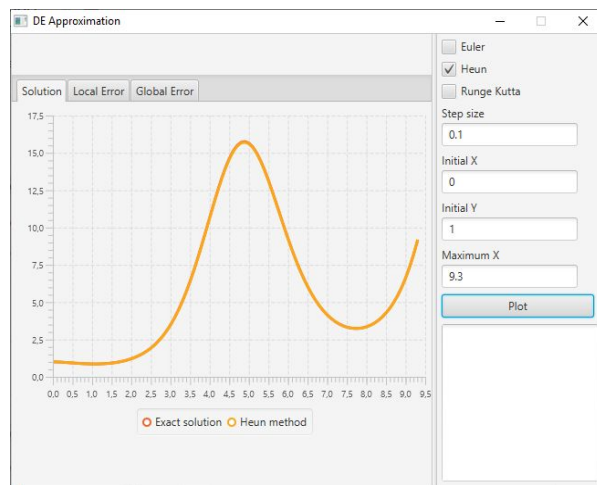 DE Approximation
Solution Local Error Global Error
17,5
15,0
12,5
10,0
7,5
5,0
2,5
0,0
0,0 0,5 1,0 1,5 2,0 2,5 3,0 3,5 4,0 4,5 5,0 5,5 6,0 6,5 7,0 7,5 8,0 8,5 9,0 9,5
Exact solution Heun method
Euler
Heun
Runge Kutta
Step size
0.1
Initial X
0
Initial Y
1
Maximum X
9.3
Plot